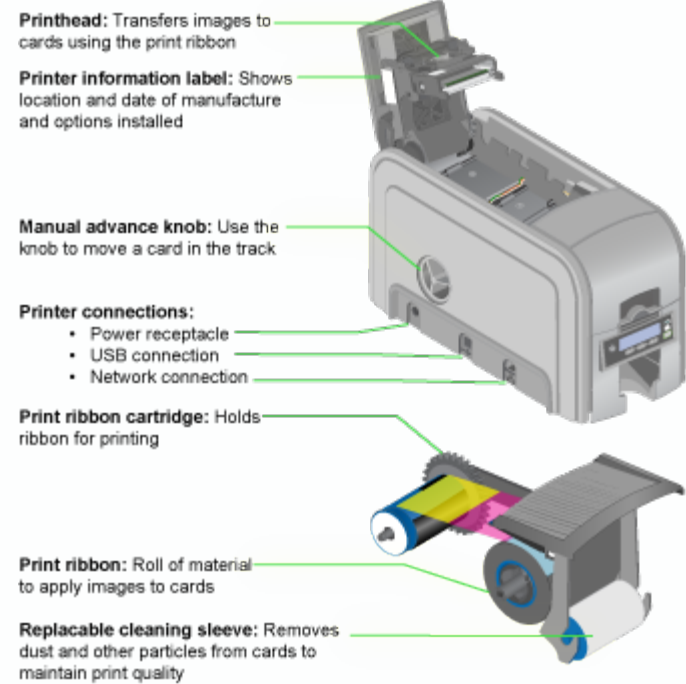 Printhead: Transfers images to
cards using the print ribbon
Printer information label: Shows
location and date of manufacture
and options installed
Manual advance knob: Use the
knob to move a card in the track
Printer connections:
• Power receptacle
• USB connection
• Network connection
Print ribbon cartridge: Holds
ribbon for printing
Print ribbon: Roll of material
to apply images to cards
Replacable cleaning sleeve: Removes
dust and other particles from cards to
maintain print quality